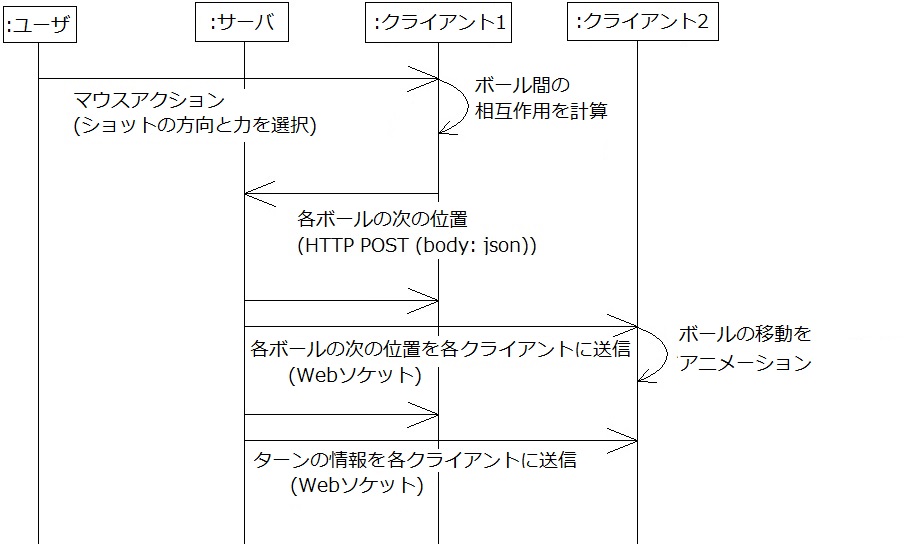 :ユーザ
:サーバ
:クライアント1
:クライアント2
マウスアクション
(ショットの方向と力を選択)
ボール間の
相互作用を計算
各ボールの次の位置
(HTTP POST (body: json))
各ボールの次の位置を各クライアントに送信
(Webソケット)
ボールの移動を
アニメーション
ターンの情報を各クライアントに送信
(Webソケット)